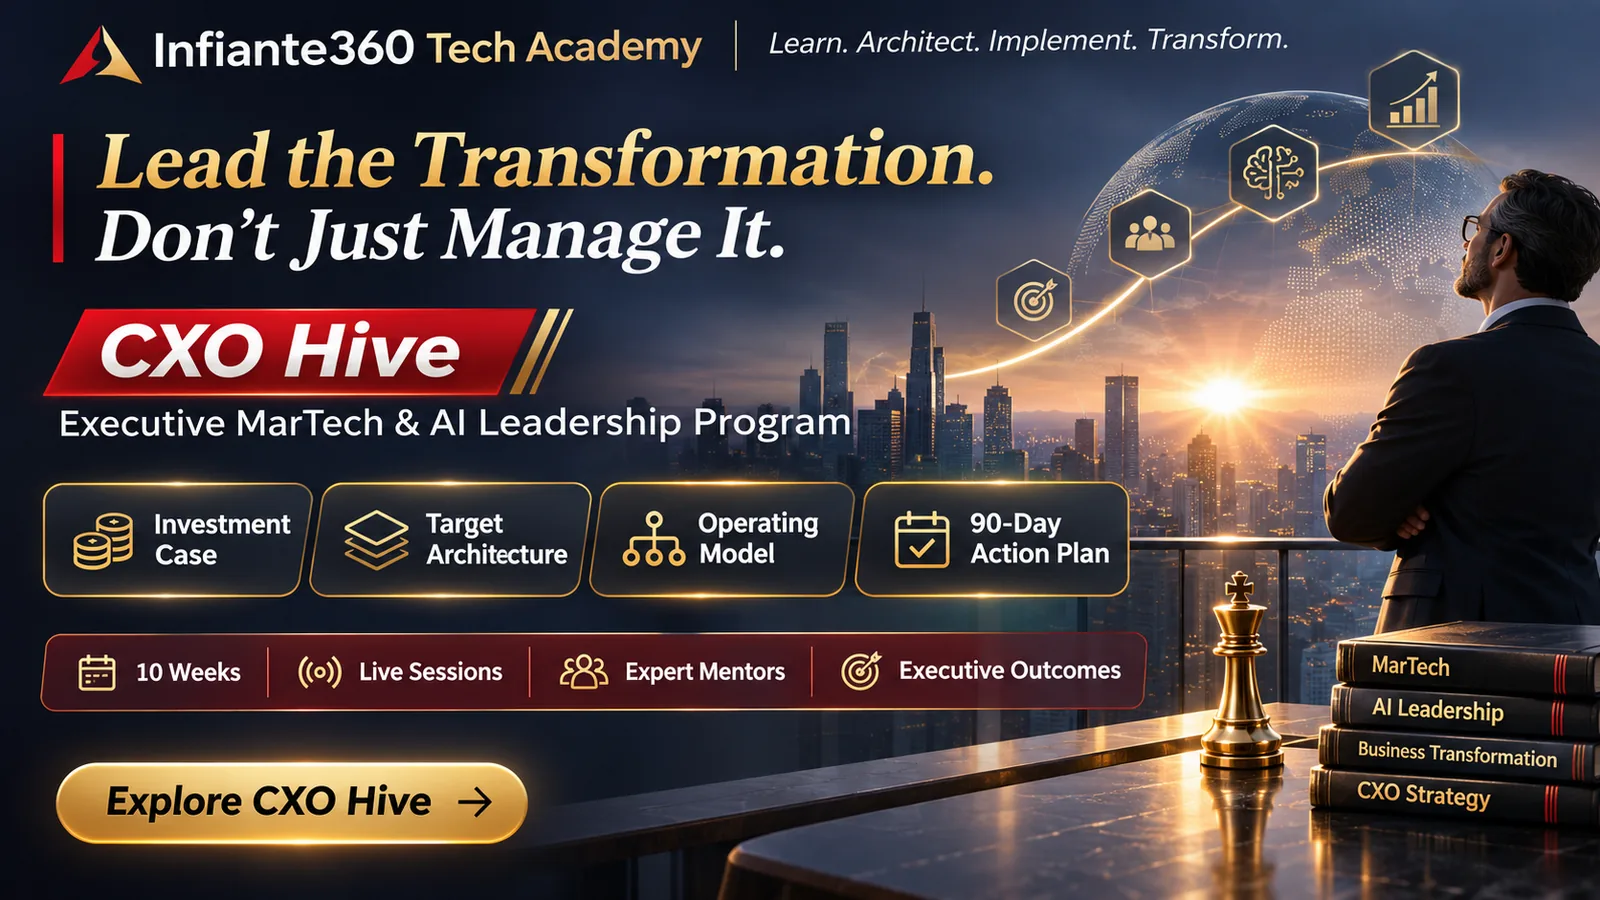 Infiante360 Tech Academy
Learn. Architect. Implement. Transform.
Lead the Transformation.
Don't Just Manage It.
CXO Hive
Executive MarTech & AI Leadership Program
Investment
Case
Target
Architecture
Operating
Model
90-Day
Action Plan
10 Weeks
Live Sessions
Expert Mentors
Executive Outcomes
Explore CXO Hive
MarTech
AI Leadership
Business Transformation
CXO Strategy